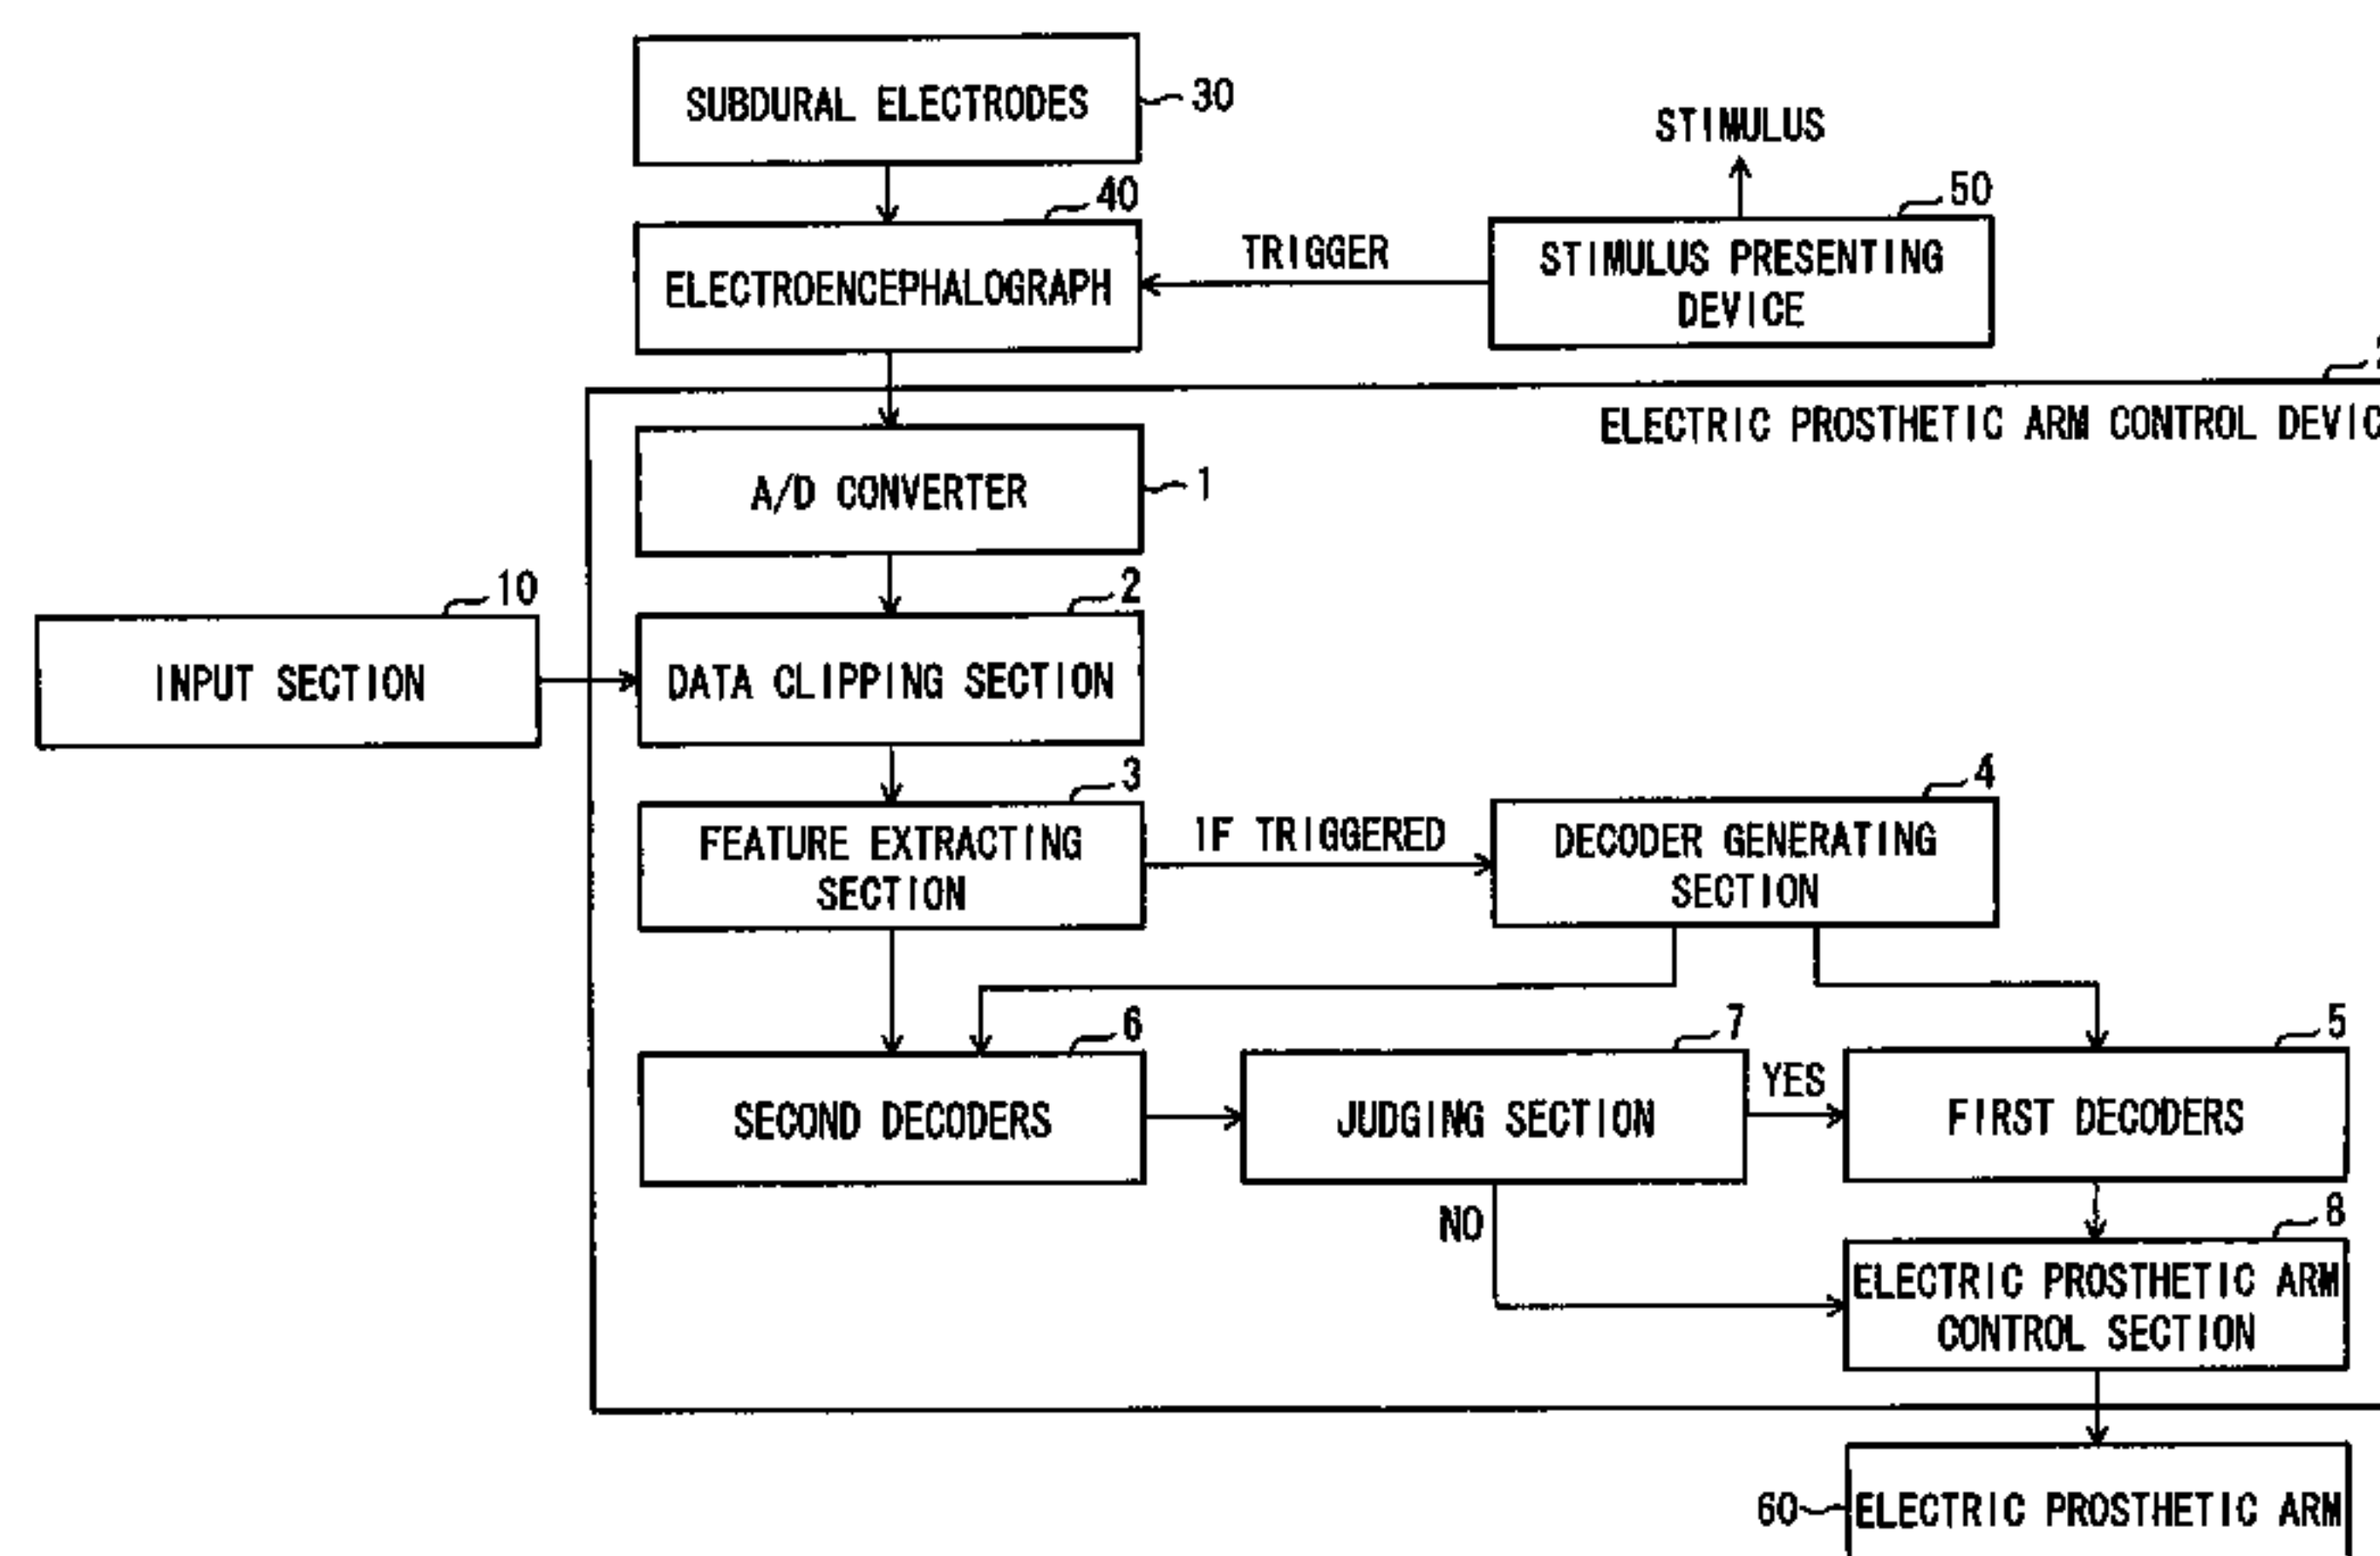 SUBDURAL ELECTRODES
30
STIMULUS
40
50
TRIGGER
STIMULUS PRESENTING
DEVICE
ELECTROENCEPHALOGRAPH
ELECTRIC PROSTHETIC ARM CONTROL DEVIC
A/D CONVERTER
1
10
2
INPUT SECTION
DATA CLIPPING SECTION
3
4
FEATURE EXTRACTING
SECTION
IF TRIGGERED
DECODER GENERATING
SECTION
6
7
5
SECOND DECODERS
JUDGING SECTION
YES
FIRST DECODERS
NO
8
ELECTRIC PROSTHETIC ARM
CONTROL SECTION
60
ELECTRIC PROSTHETIC ARM